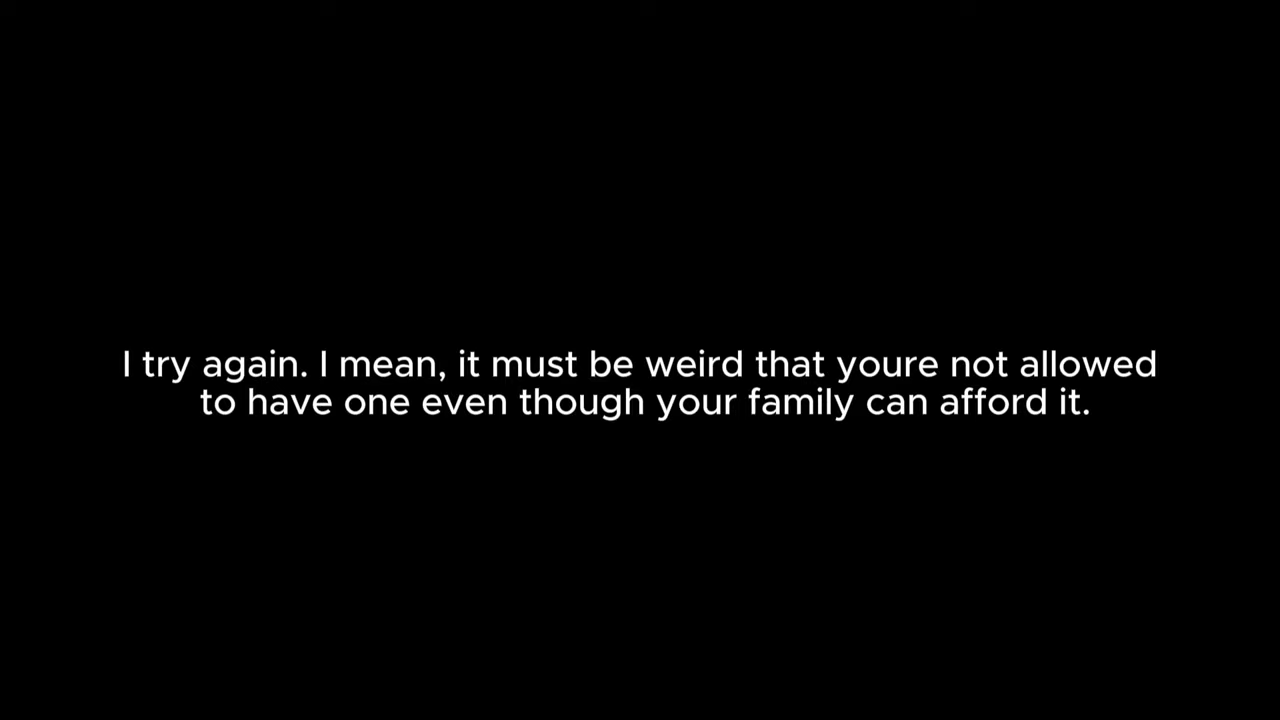 I try again. I mean, it must be weird that youre not allowed
to have one even though your family can afford it.